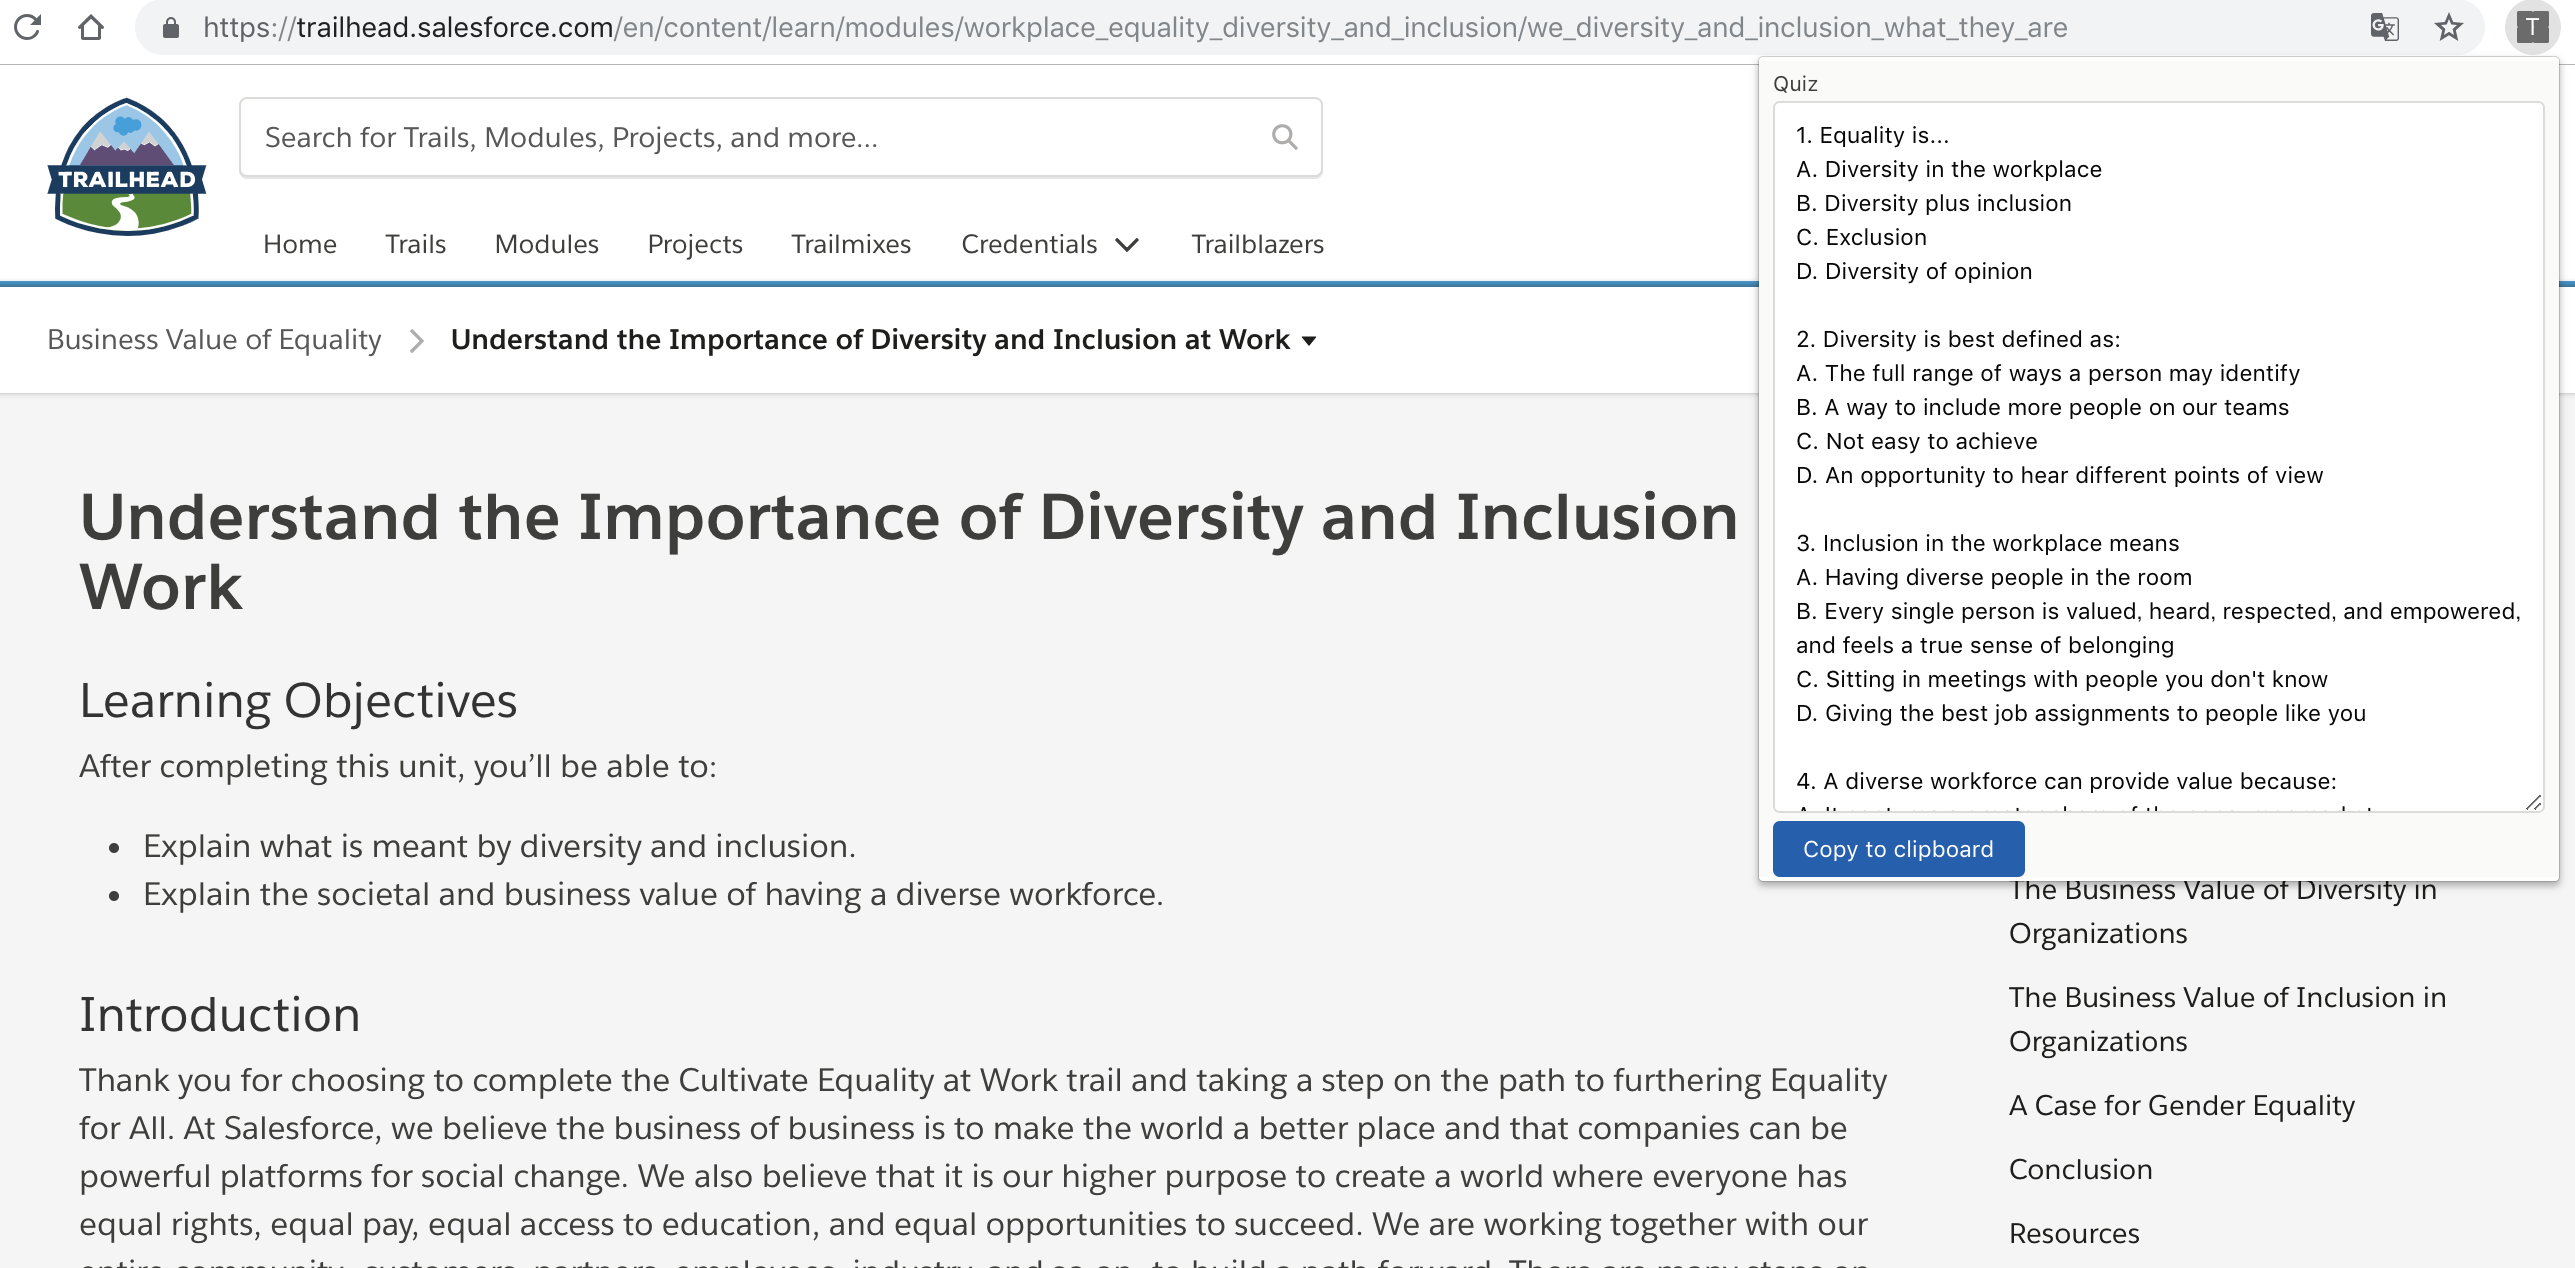 https://trailhead.salesforce.com/en/content/learn/modules/workplace_equality_diversity_and_inclusion/we_diversity_and_inclusion_what_they_are
T
TRAILHEAD
Search for Trails, Modules, Projects, and more...
Home Trails Modules Projects Trailmixes Credentials Trailblazers
Business Value of Equality
Understand the Importance of Diversity and Inclusion at Work
Understand the Importance of Diversity and Inclusion
Work
Learning Objectives
After completing this unit, you’ll be able to:
• Explain what is meant by diversity and inclusion.
• Explain the societal and business value of having a diverse workforce.
Introduction
Thank you for choosing to complete the Cultivate Equality at Work trail and taking a step on the path to furthering Equality
for All. At Salesforce, we believe the business of business is to make the world a better place and that companies can be
powerful platforms for social change. We also believe that it is our higher purpose to create a world where everyone has
equal rights, equal pay, equal access to education, and equal opportunities to succeed. We are working together with our
Quiz
1. Equality is...
A. Diversity in the workplace
B. Diversity plus inclusion
C. Exclusion
D. Diversity of opinion
2. Diversity is best defined as:
A. The full range of ways a person may identify
B. A way to include more people on our teams
C. Not easy to achieve
D. An opportunity to hear different points of view
3. Inclusion in the workplace means
A. Having diverse people in the room
B. Every single person is valued, heard, respected, and empowered,
and feels a true sense of belonging
C. Sitting in meetings with people you don't know
D. Giving the best job assignments to people like you
4. A diverse workforce can provide value because:
Copy to clipboard
The Business Value of Diversity in
Organizations
The Business Value of Inclusion in
Organizations
A Case for Gender Equality
Conclusion
Resources